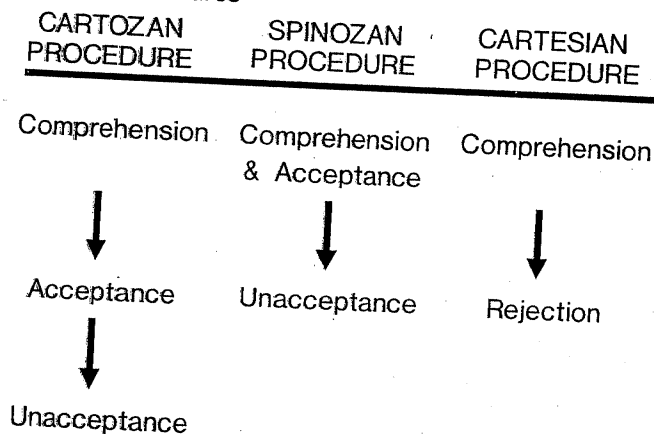 CARTOZAN PROCEDURE
SPINOZAN PROCEDURE
CARTESIAN PROCEDURE
Comprehension
Comprehension
& Acceptance
Comprehension
Acceptance
Unacceptance
Rejection
Unacceptance